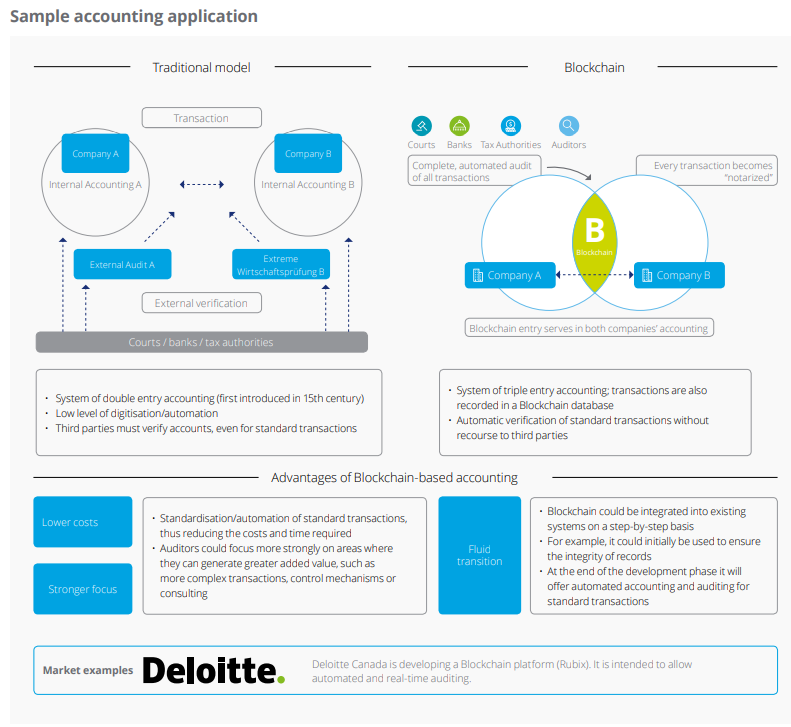 Sample accounting application
Traditional model
Transaction
Company A
Internal Accounting A
Company B
Internal Accounting B
External Audit A
Extreme
Wirtschaftsprüfung B
External verification
Courts / banks / tax authorities
• System of double entry accounting (first introduced in 15th century)
• Low level of digitisation/automation
• Third parties must verify accounts, even for standard transactions
Blockchain
Courts
Banks
Tax Authorities
Auditors
Complete, automated audit
of all transactions
Every transaction becomes
"notarized"
B
Blockchain
Company A
Company B
Blockchain entry serves in both companies' accounting
• System of triple entry accounting; transactions are also
recorded in a Blockchain database
• Automatic verification of standard transactions without
recourse to third parties
Advantages of Blockchain-based accounting
Lower costs
Stronger focus
• Standardisation/automation of standard transactions,
thus reducing the costs and time required
• Auditors could focus more strongly on areas where
they can generate greater added value, such as
more complex transactions, control mechanisms or
consulting
Fluid
transition
• Blockchain could be integrated into existing
systems on a step-by-step basis
• For example, it could initially be used to ensure
the integrity of records
• At the end of the development phase it will
offer automated accounting and auditing for
standard transactions
Market examples
Deloitte.
Deloitte Canada is developing a Blockchain platform (Rubix). It is intended to allow
automated and real-time auditing.